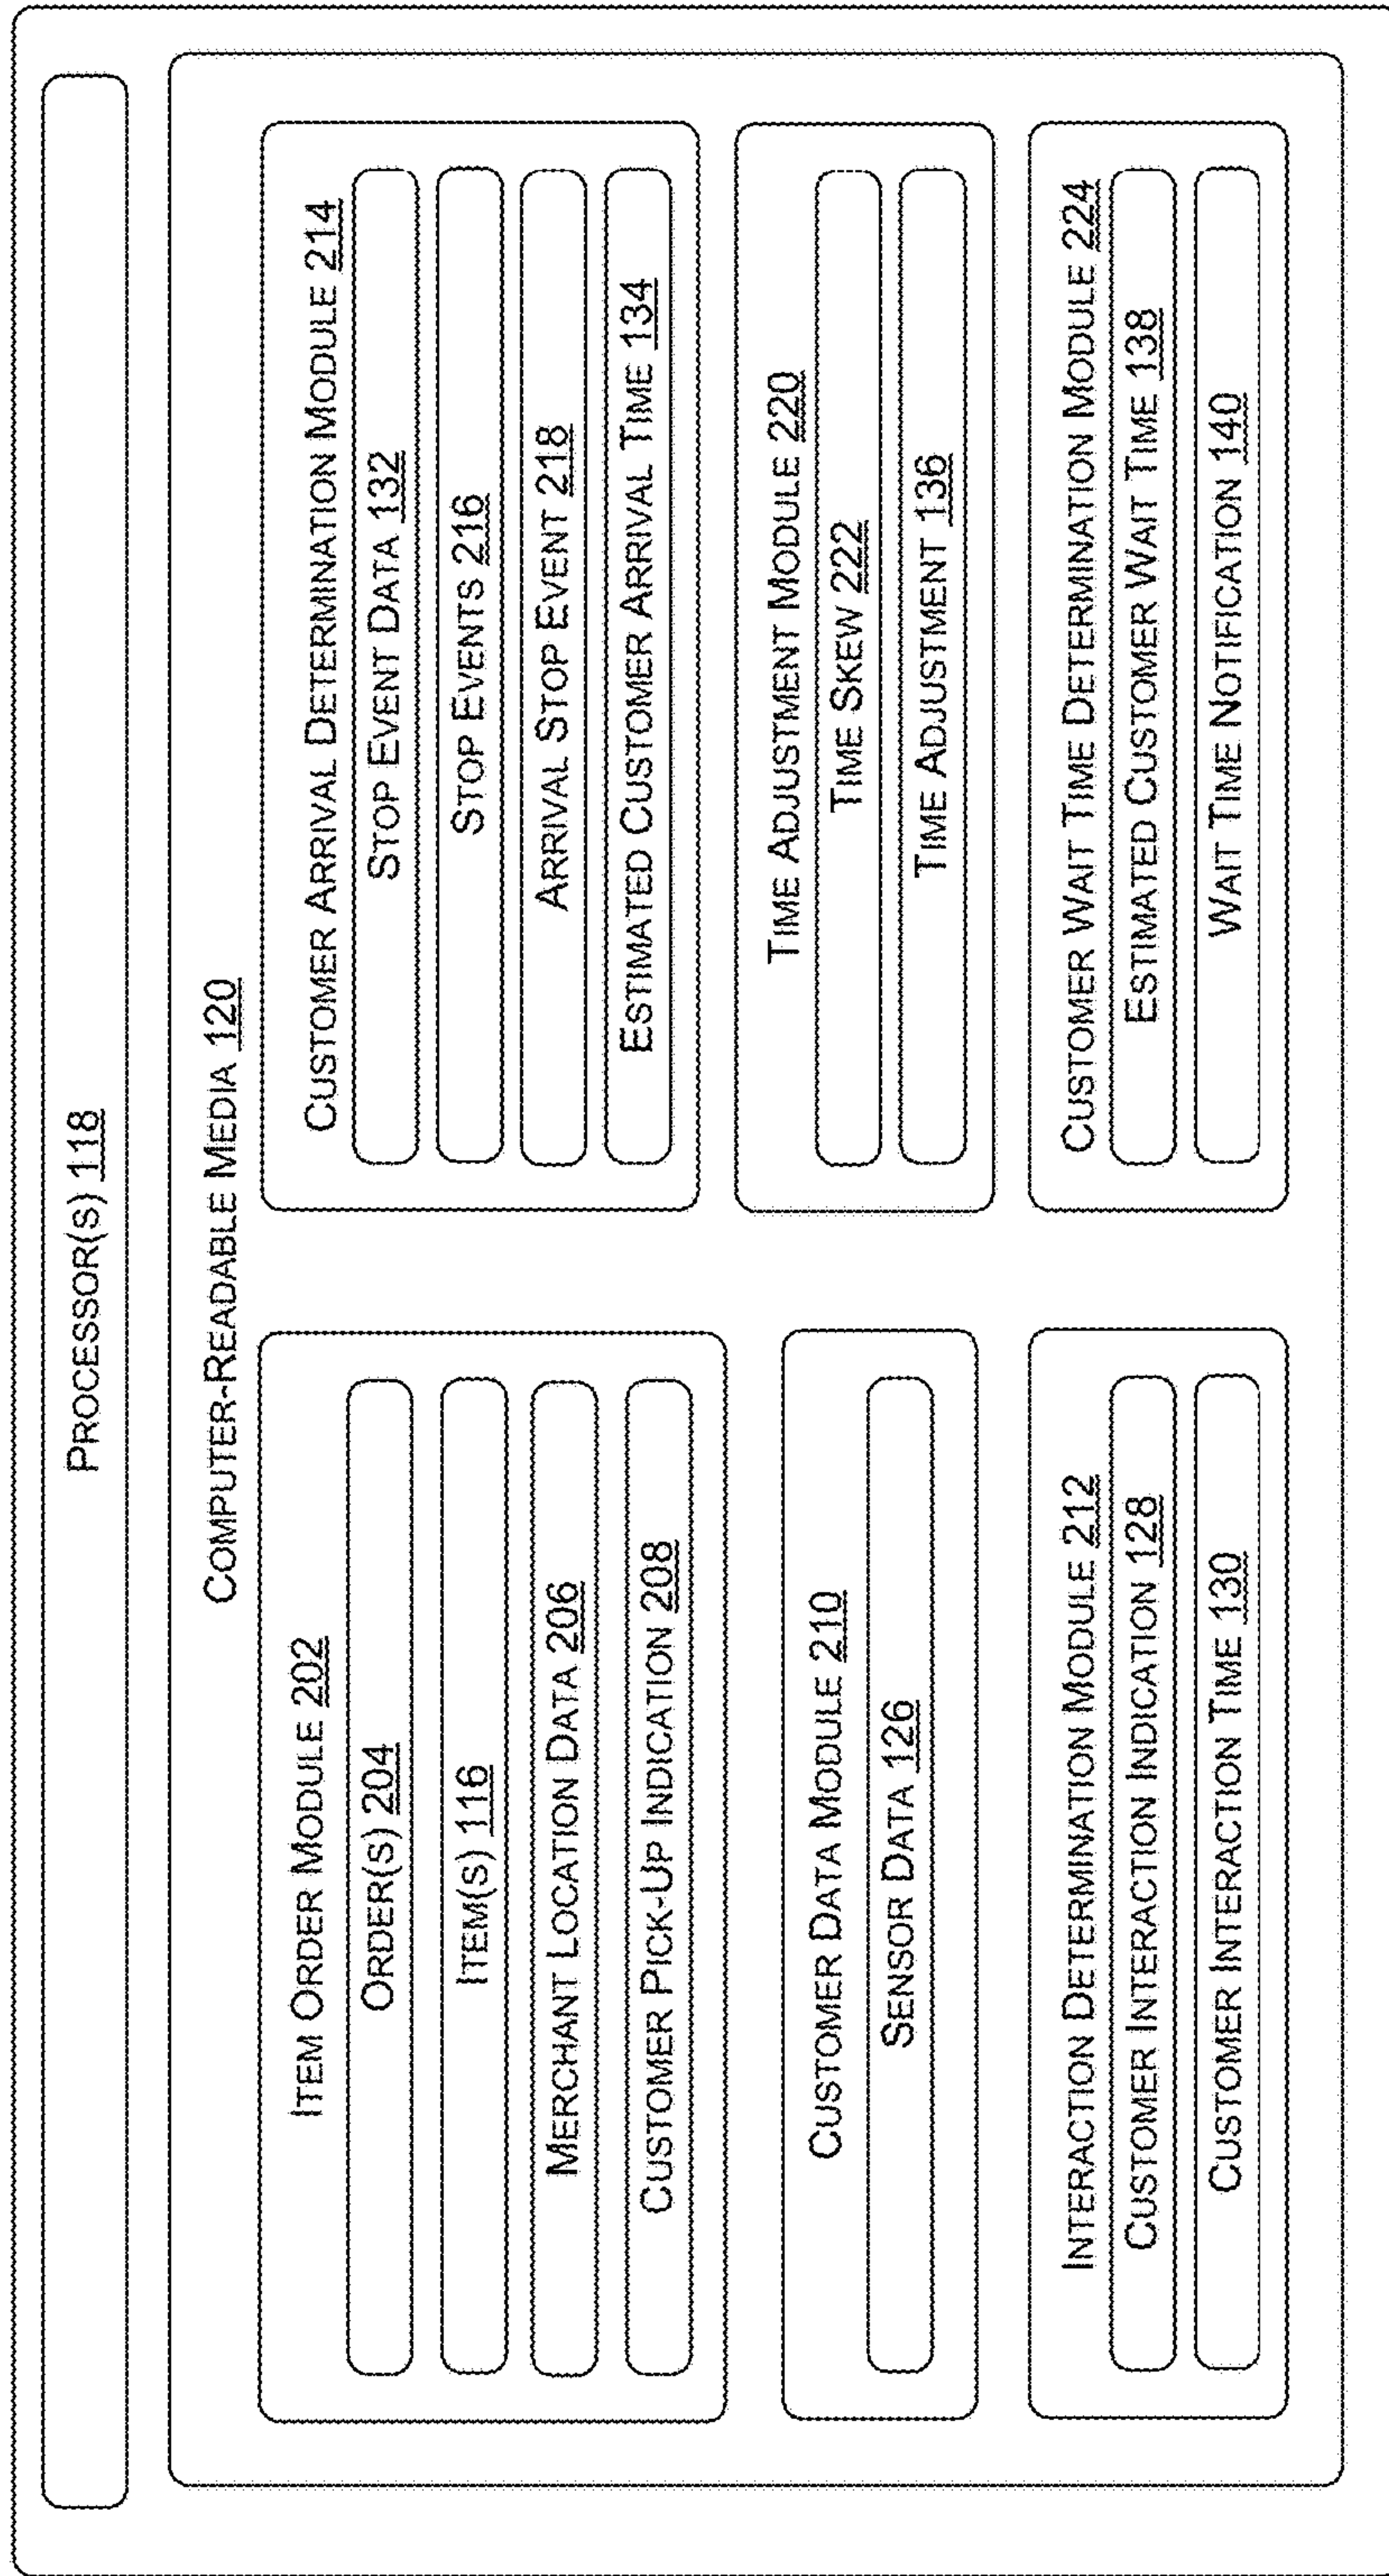 PROCESSOR(S) 118
COMPUTER-READABLE MEDIA 120
ITEM ORDER MODULE 202
ORDER(S) 204
ITEM(S) 116
MERCHANT LOCATION DATA 206
CUSTOMER PICK-UP INDICATION 208
CUSTOMER DATA MODULE 210
SENSOR DATA 126
INTERACTION DETERMINATION MODULE 212
CUSTOMER INTERACTION INDICATION 128
CUSTOMER INTERACTION TIME 130
CUSTOMER ARRIVAL DETERMINATION MODULE 214
STOP EVENT DATA 132
STOP EVENTS 216
ARRIVAL STOP EVENT 218
ESTIMATED CUSTOMER ARRIVAL TIME 134
TIME ADJUSTMENT MODULE 220
TIME SKEW 222
TIME ADJUSTMENT 136
CUSTOMER WAIT TIME DETERMINATION MODULE 224
ESTIMATED CUSTOMER WAIT TIME 138
WAIT TIME NOTIFICATION 140